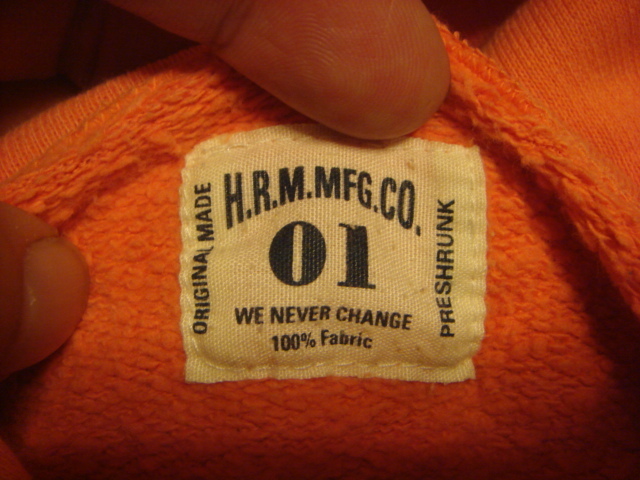 H.R.M.MFG.CO.
ORIGINAL MADE
01
PRESHRUNK
WE NEVER CHANGE
100% Fabric